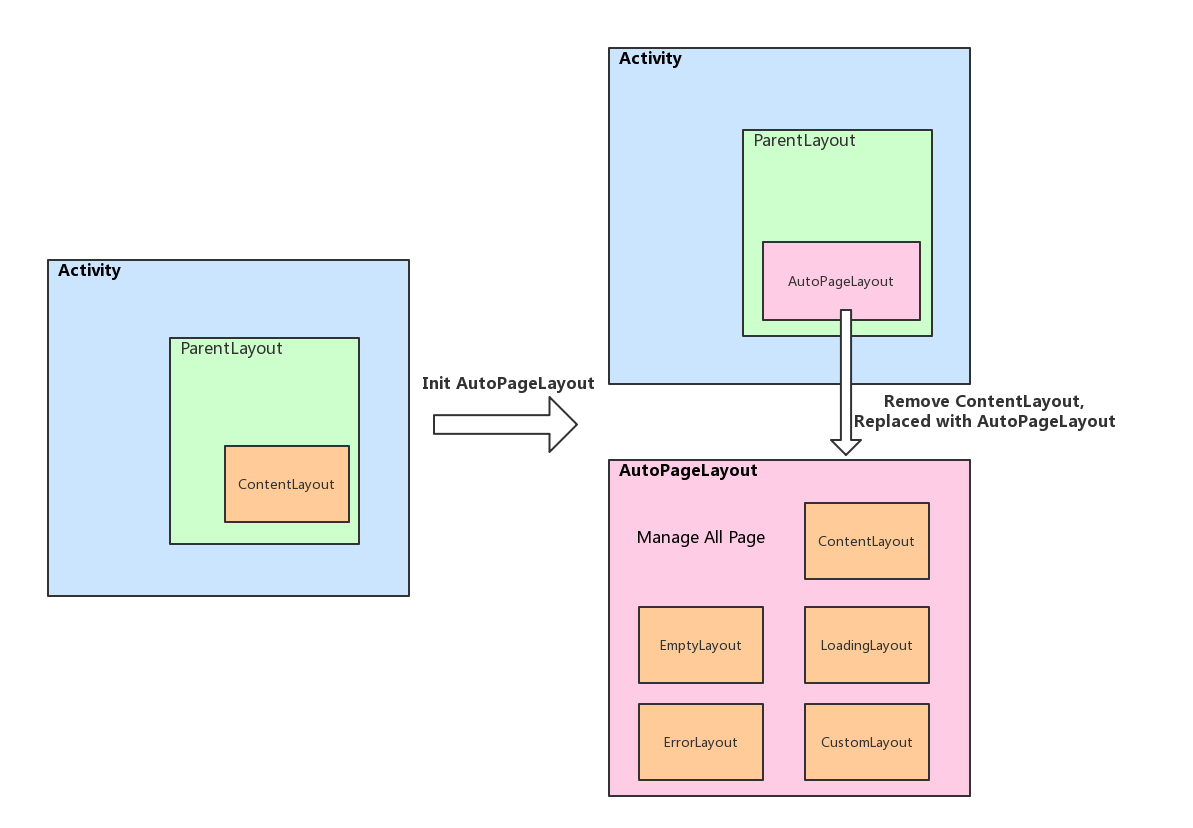 Activity
ParentLayout
ContentLayout
Init AutoPageLayout
Activity
ParentLayout
AutoPageLayout
Remove ContentLayout,
Replaced with AutoPageLayout
AutoPageLayout
Manage All Page
ContentLayout
EmptyLayout
LoadingLayout
ErrorLayout
CustomLayout